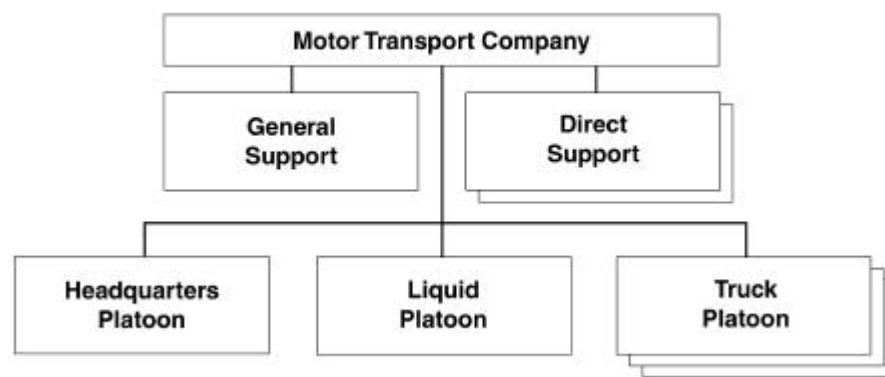 Motor Transport Company
General
Support
Direct
Support
Headquarters
Platoon
Liquid
Platoon
Truck
Platoon